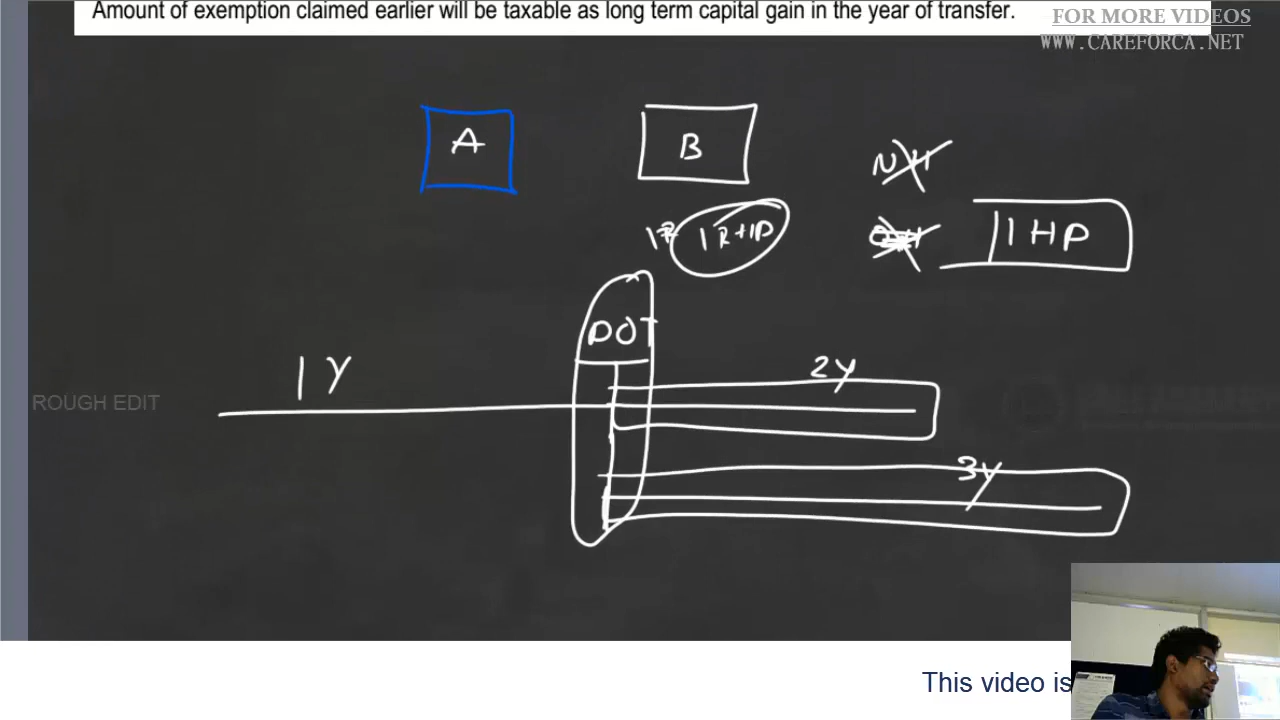 Amount of exemption claimed earlier will be taxable as long term capital gain in the year of transfer.
FOR MORE VIDEOS
WWW.CAREFORCA.NET
A
B
1R
1R+1P
1HP
DOT
1Y
2Y
ROUGH EDIT
3Y
This video is